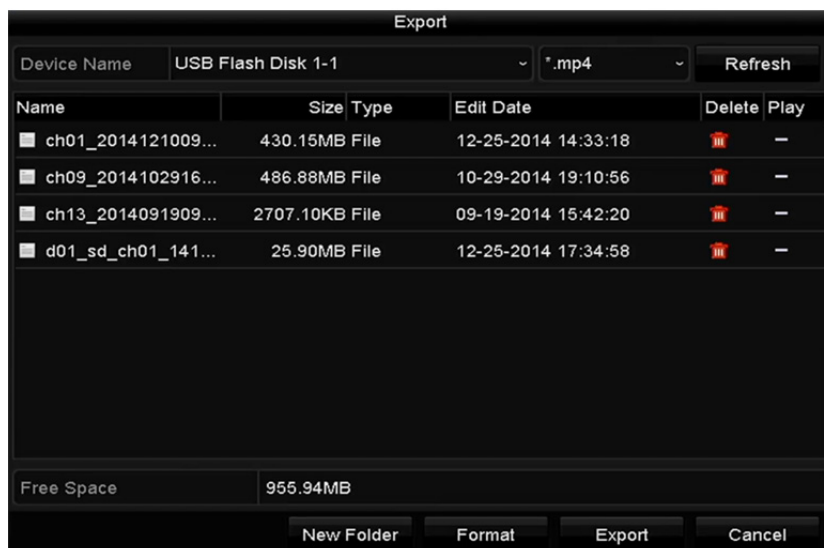 Export
Device Name USB Flash Disk 1-1 *.mp4 Refresh
Name Size Type Edit Date Delete Play
ch01_2014121009... 430.15MB File 12-25-2014 14:33:18 –
ch09_2014102916... 486.88MB File 10-29-2014 19:10:56 –
ch13_2014091909... 2707.10KB File 09-19-2014 15:42:20 –
d01_sd_ch01_141... 25.90MB File 12-25-2014 17:34:58 –
Free Space 955.94MB
New Folder Format Export Cancel